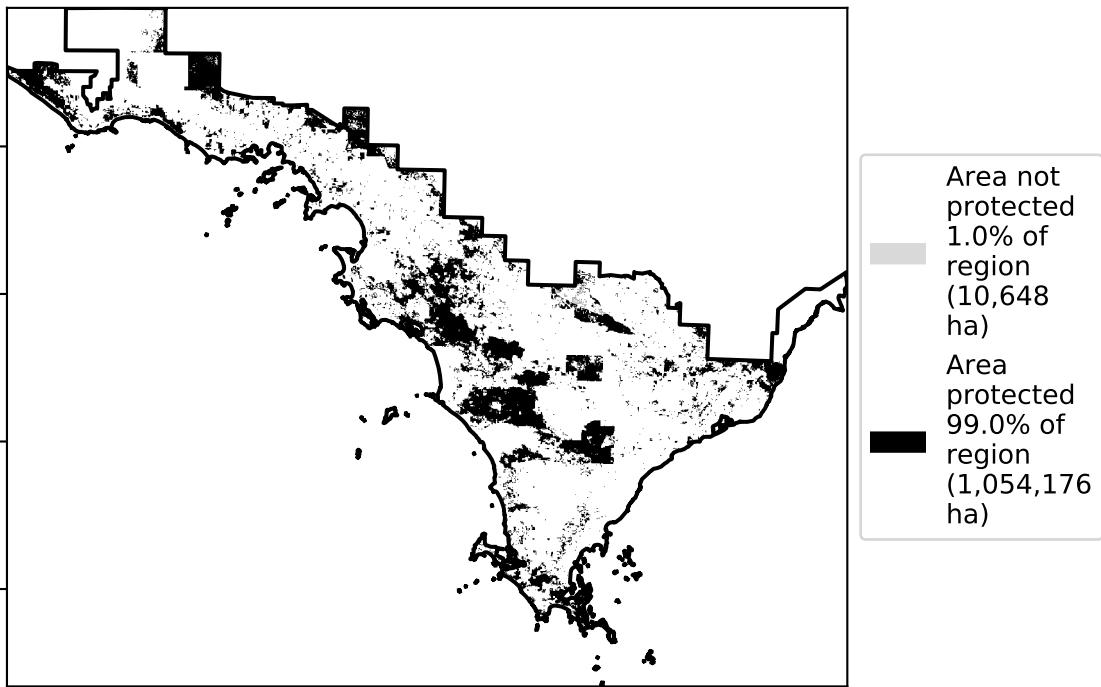 Area not
protected
1.0% of
region
(10,648
ha)
Area
protected
99.0% of
region
(1,054,176
ha)